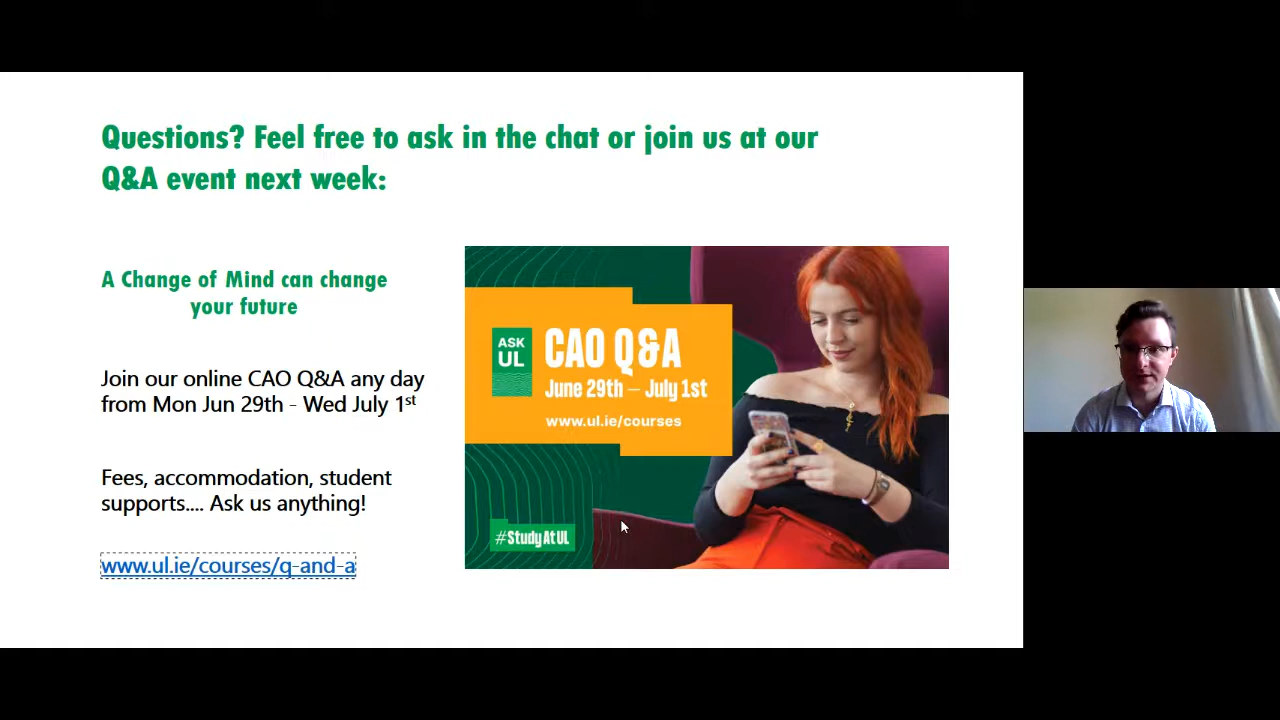 Questions? Feel free to ask in the chat or join us at our
Q&A event next week:
A Change of Mind can change
your future
Join our online CAO Q&A any day
from Mon Jun 29th - Wed July 1st
Fees, accommodation, student
supports.... Ask us anything!
www.ul.ie/courses/q-and-a
ASK
UL
CAO Q&A
June 29th – July 1st
www.ul.ie/courses
#StudyAtUL